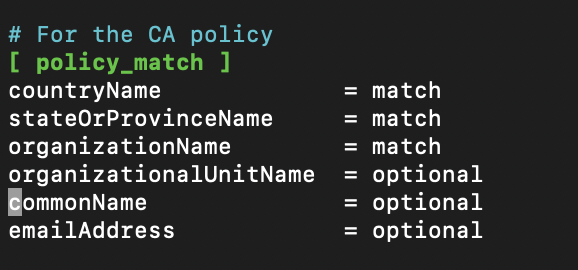 # For the CA policy
[ policy_match ]
countryName             = match
stateOrProvinceName     = match
organizationName        = match
organizationalUnitName  = optional
commonName              = optional
emailAddress            = optional